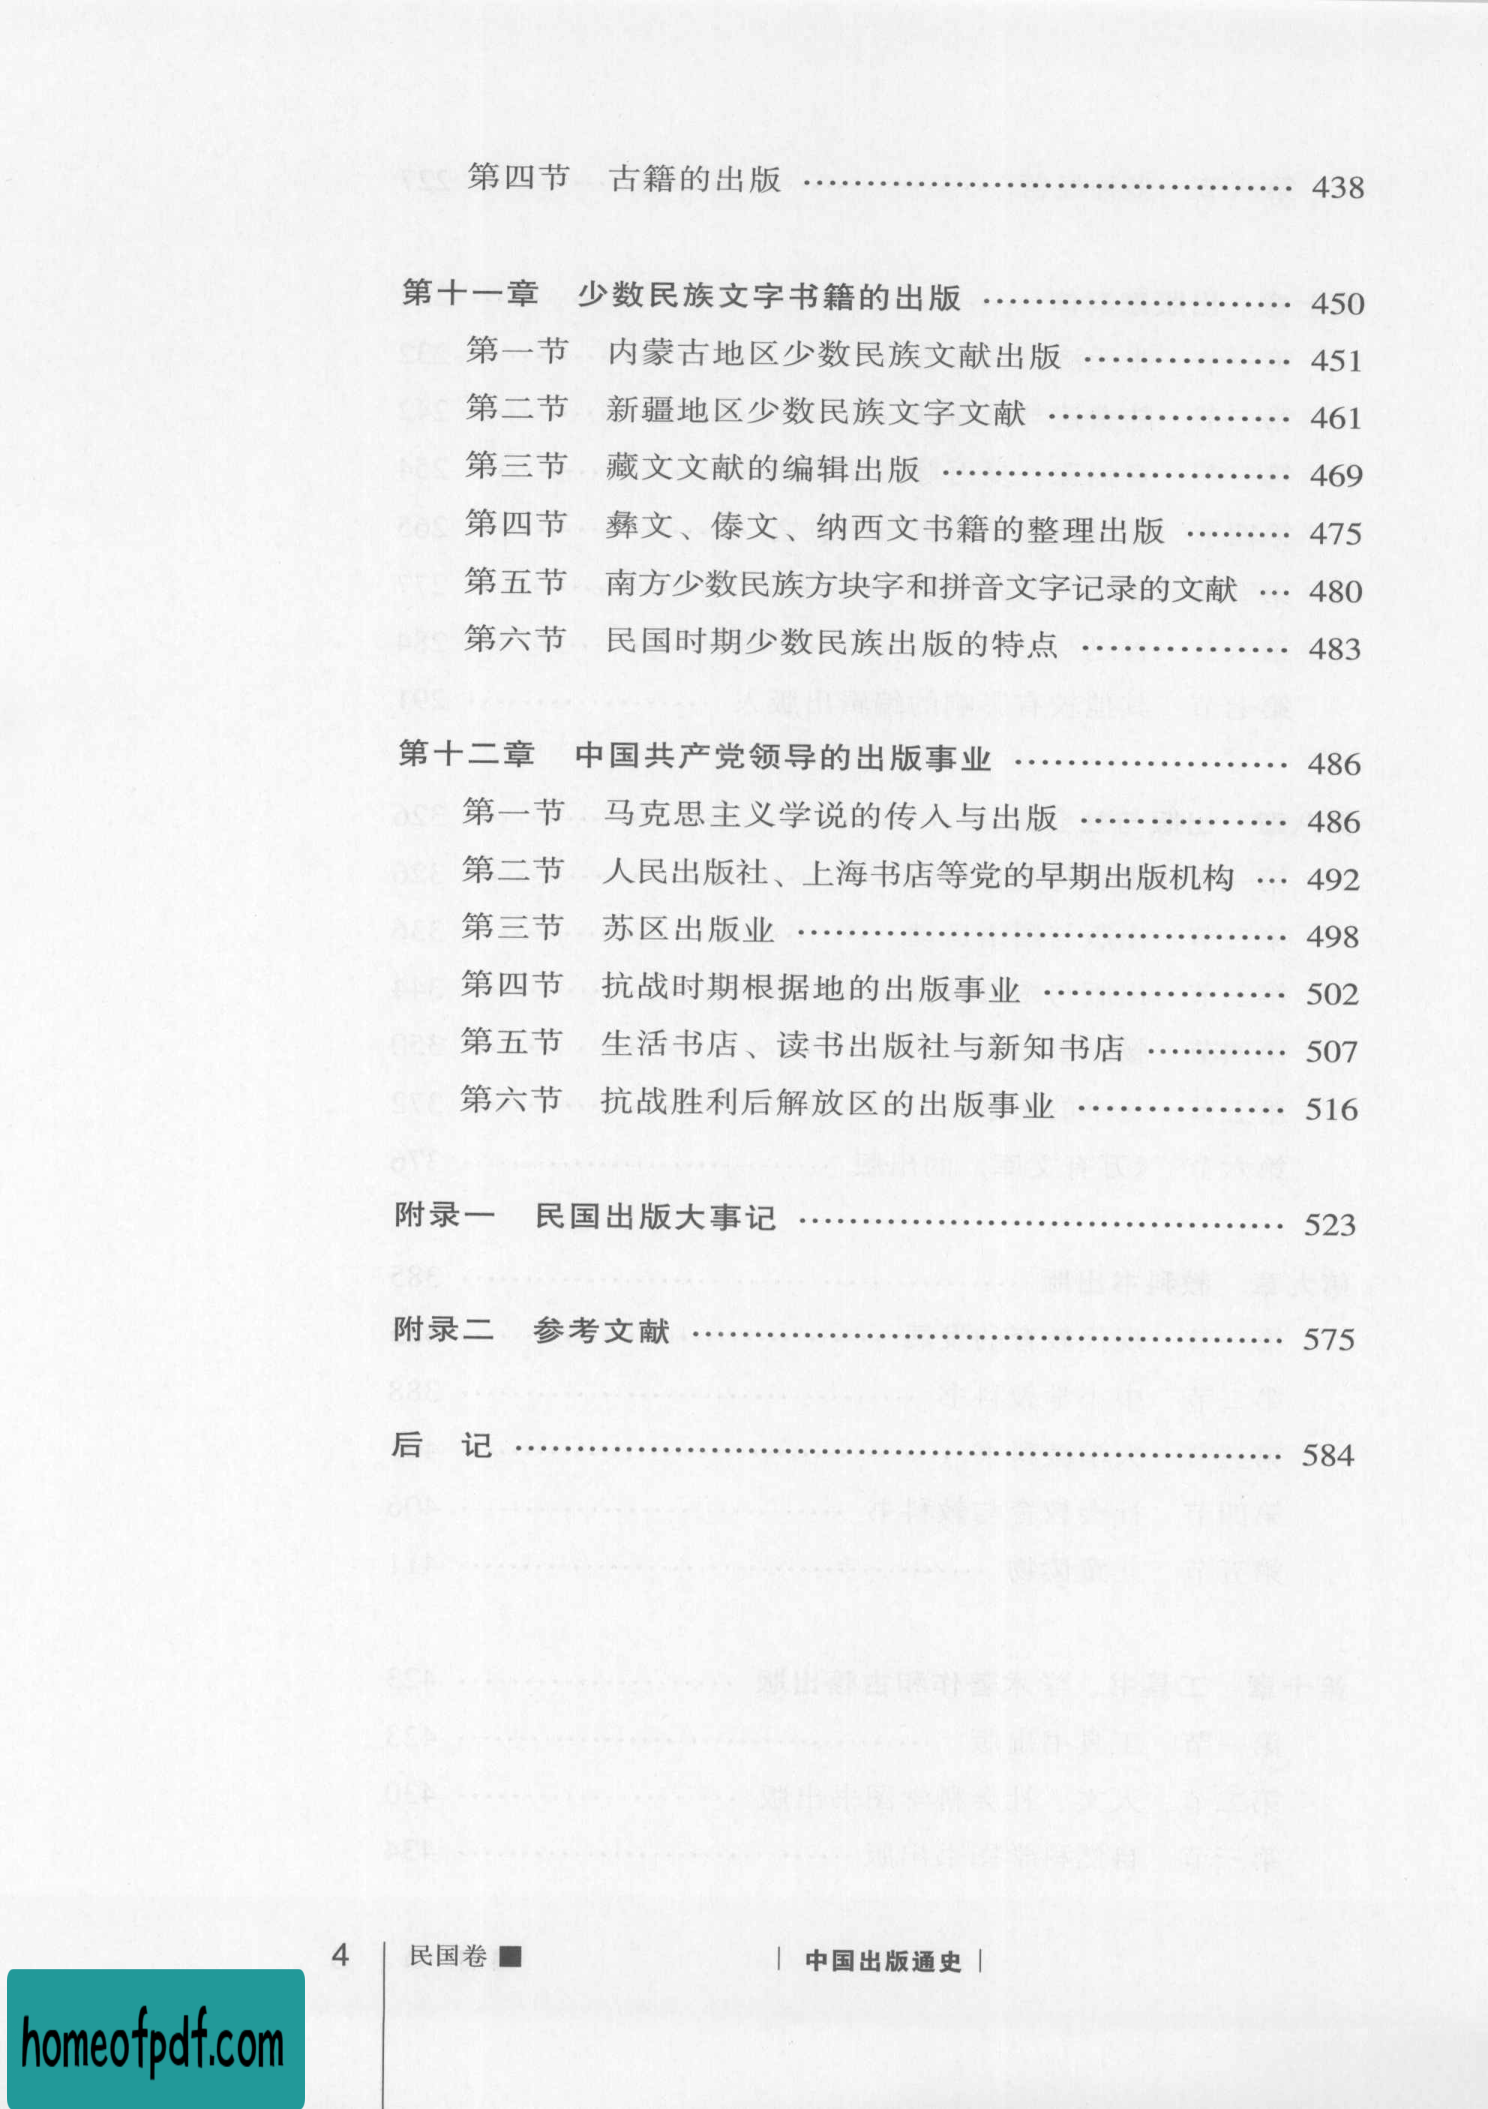 第四节 古籍的出版 …………………………………… 438
第十一章 少数民族文字书籍的出版 ……………………… 450
第一节 内蒙古地区少数民族文献出版 ……………… 451
第二节 新疆地区少数民族文字文献 ………………… 461
第三节 藏文文献的编辑出版 ………………………… 469
第四节 彝文、傣文、纳西文书籍的整理出版 ……… 475
第五节 南方少数民族方块字和拼音文字记录的文献 … 480
第六节 民国时期少数民族出版的特点 ……………… 483
第十二章 中国共产党领导的出版事业 …………………… 486
第一节 马克思主义学说的传入与出版 ……………… 486
第二节 人民出版社、上海书店等党的早期出版机构 … 492
第三节 苏区出版业 …………………………………… 498
第四节 抗战时期根据地的出版事业 ………………… 502
第五节 生活书店、读书出版社与新知书店 ………… 507
第六节 抗战胜利后解放区的出版事业 ……………… 516
附录一 民国出版大事记 …………………………………… 523
附录二 参考文献 …………………………………………… 575
后 记 ………………………………………………………… 584
4 民国卷 ■ | 中国出版通史 |
homeofpdf.com